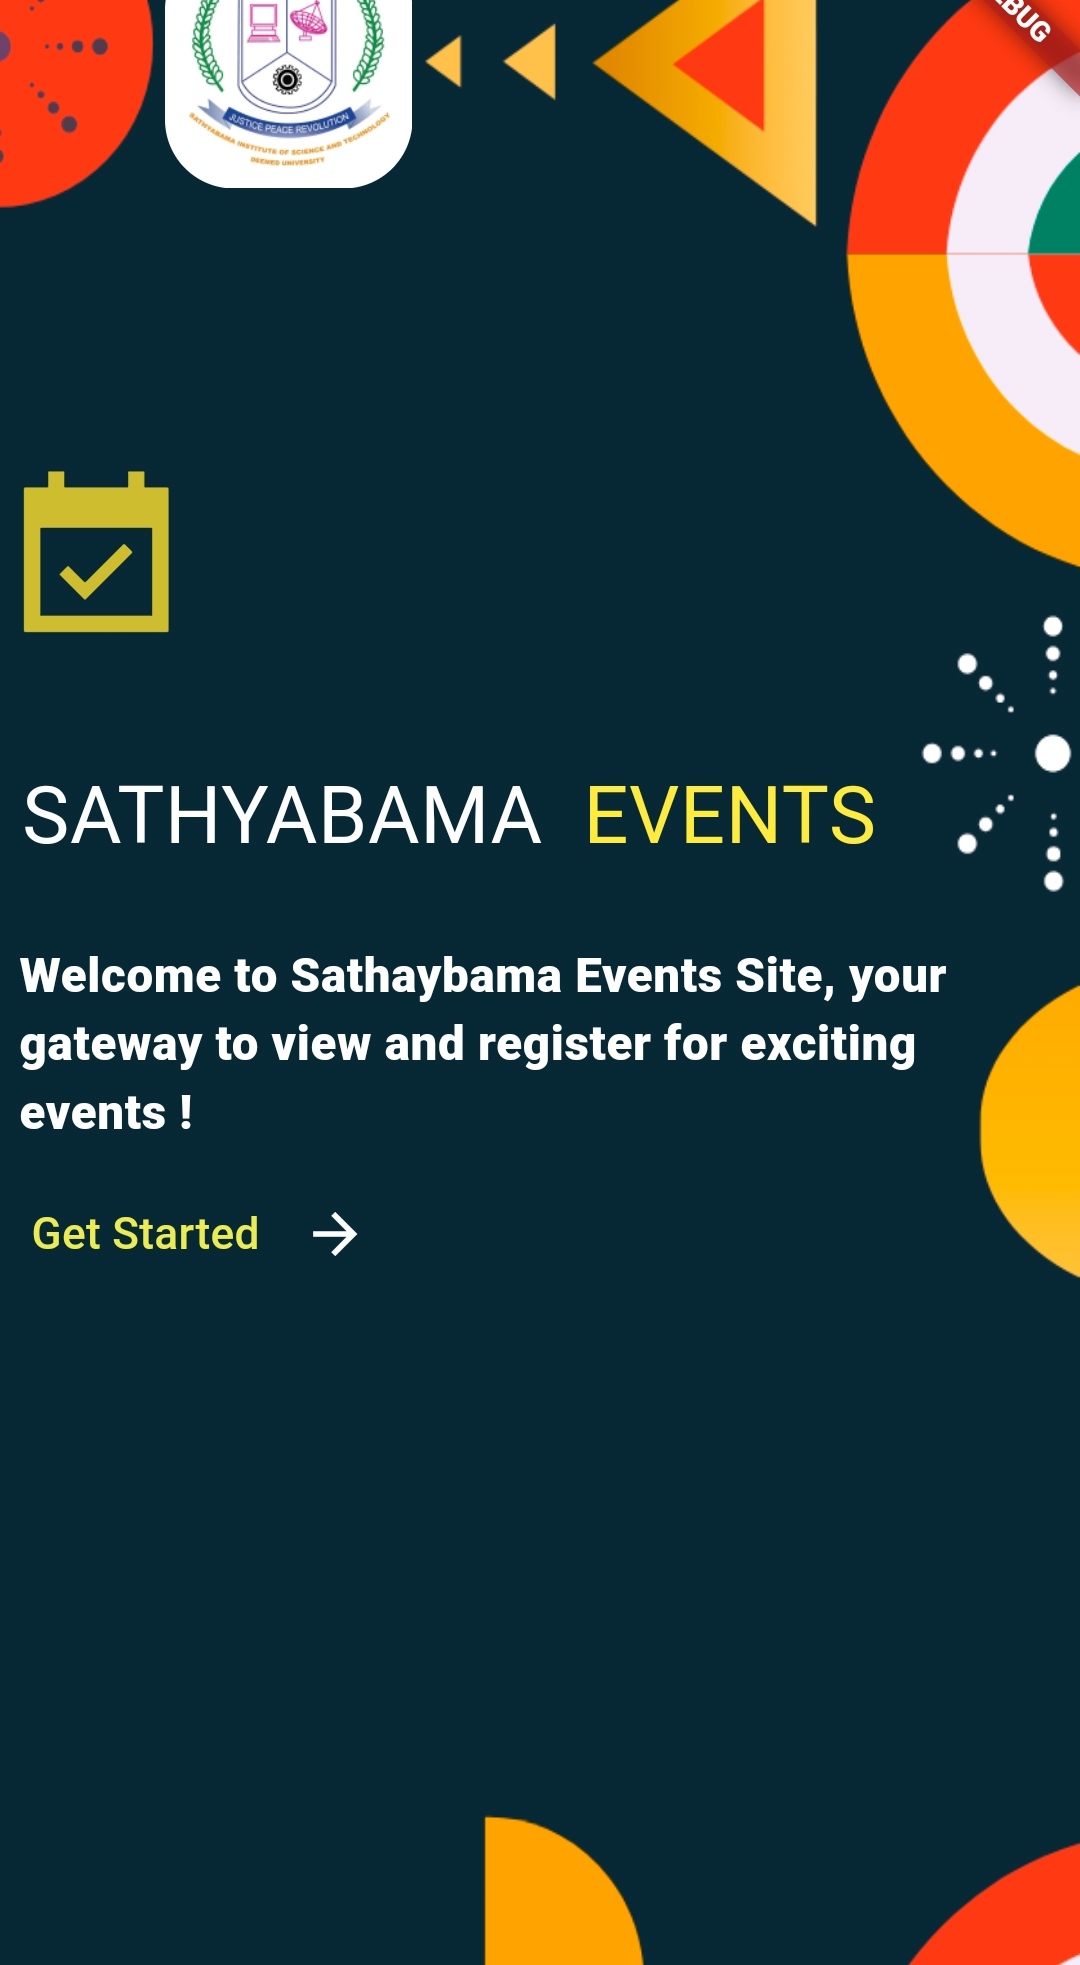 BUG
JUSTICE PEACE REVOLUTION
SATHYABAMA INSTITUTE OF SCIENCE AND TECHNOLOGY
DEEMED UNIVERSITY
SATHYABAMA EVENTS
Welcome to Sathaybama Events Site, your
gateway to view and register for exciting
events !
Get Started